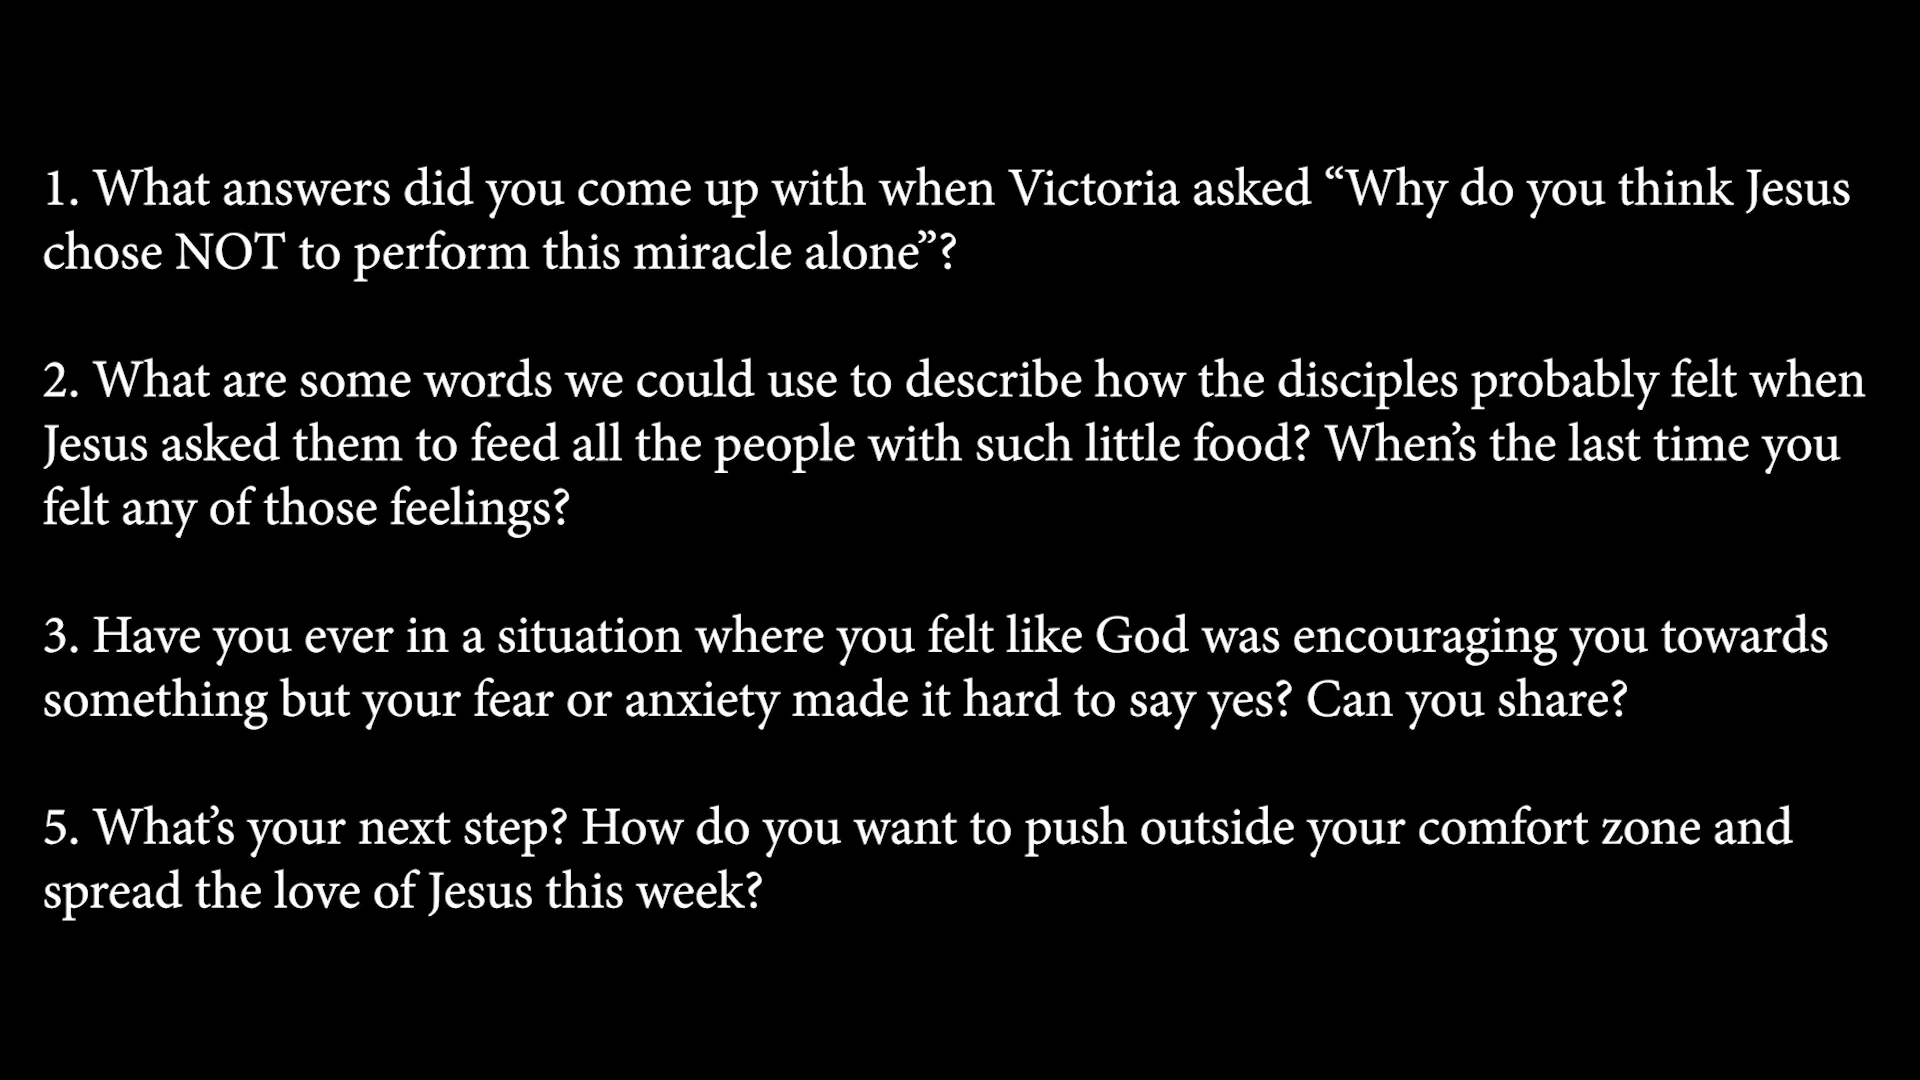 1. What answers did you come up with when Victoria asked “Why do you think Jesus
chose NOT to perform this miracle alone”?
2. What are some words we could use to describe how the disciples probably felt when
Jesus asked them to feed all the people with such little food? When’s the last time you
felt any of those feelings?
3. Have you ever in a situation where you felt like God was encouraging you towards
something but your fear or anxiety made it hard to say yes? Can you share?
5. What’s your next step? How do you want to push outside your comfort zone and
spread the love of Jesus this week?